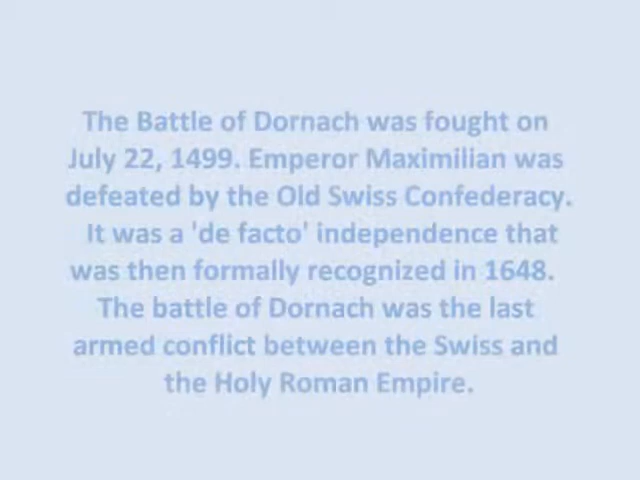 The Battle of Dornach was fought on
July 22, 1499. Emperor Maximilian was
defeated by the Old Swiss Confederacy.
It was a 'de facto' independence that
was then formally recognized in 1648.
The battle of Dornach was the last
armed conflict between the Swiss and
the Holy Roman Empire.